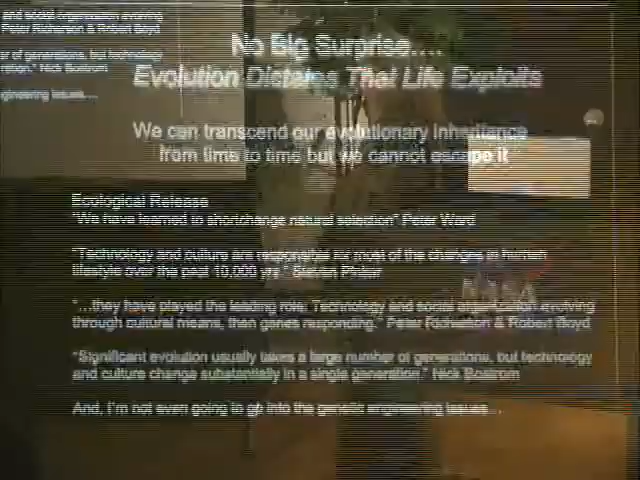 and social organization evolving
Peter Richerson & Robert Boyd
er of generations, but technology
ration." Nick Bostrom
gineering issues....
No Big Surprise....
Evolution Dictates That Life Exploits
We can transcend our evolutionary inheritance
from time to time but we cannot escape it
Ecological Release
"We have learned to shortchange natural selection" Peter Ward
"Technology and culture are responsible for most of the changes in human
lifestyle over the past 10,000 yrs." Steven Pinker
"...they have played the leading role. Technology and social organization evolving
through cultural means, then genes responding." Peter Richerson & Robert Boyd
"Significant evolution usually takes a large number of generations, but technology
and culture change substantially in a single generation." Nick Bostrom
And, I'm not even going to go into the genetic engineering issues....
NASA